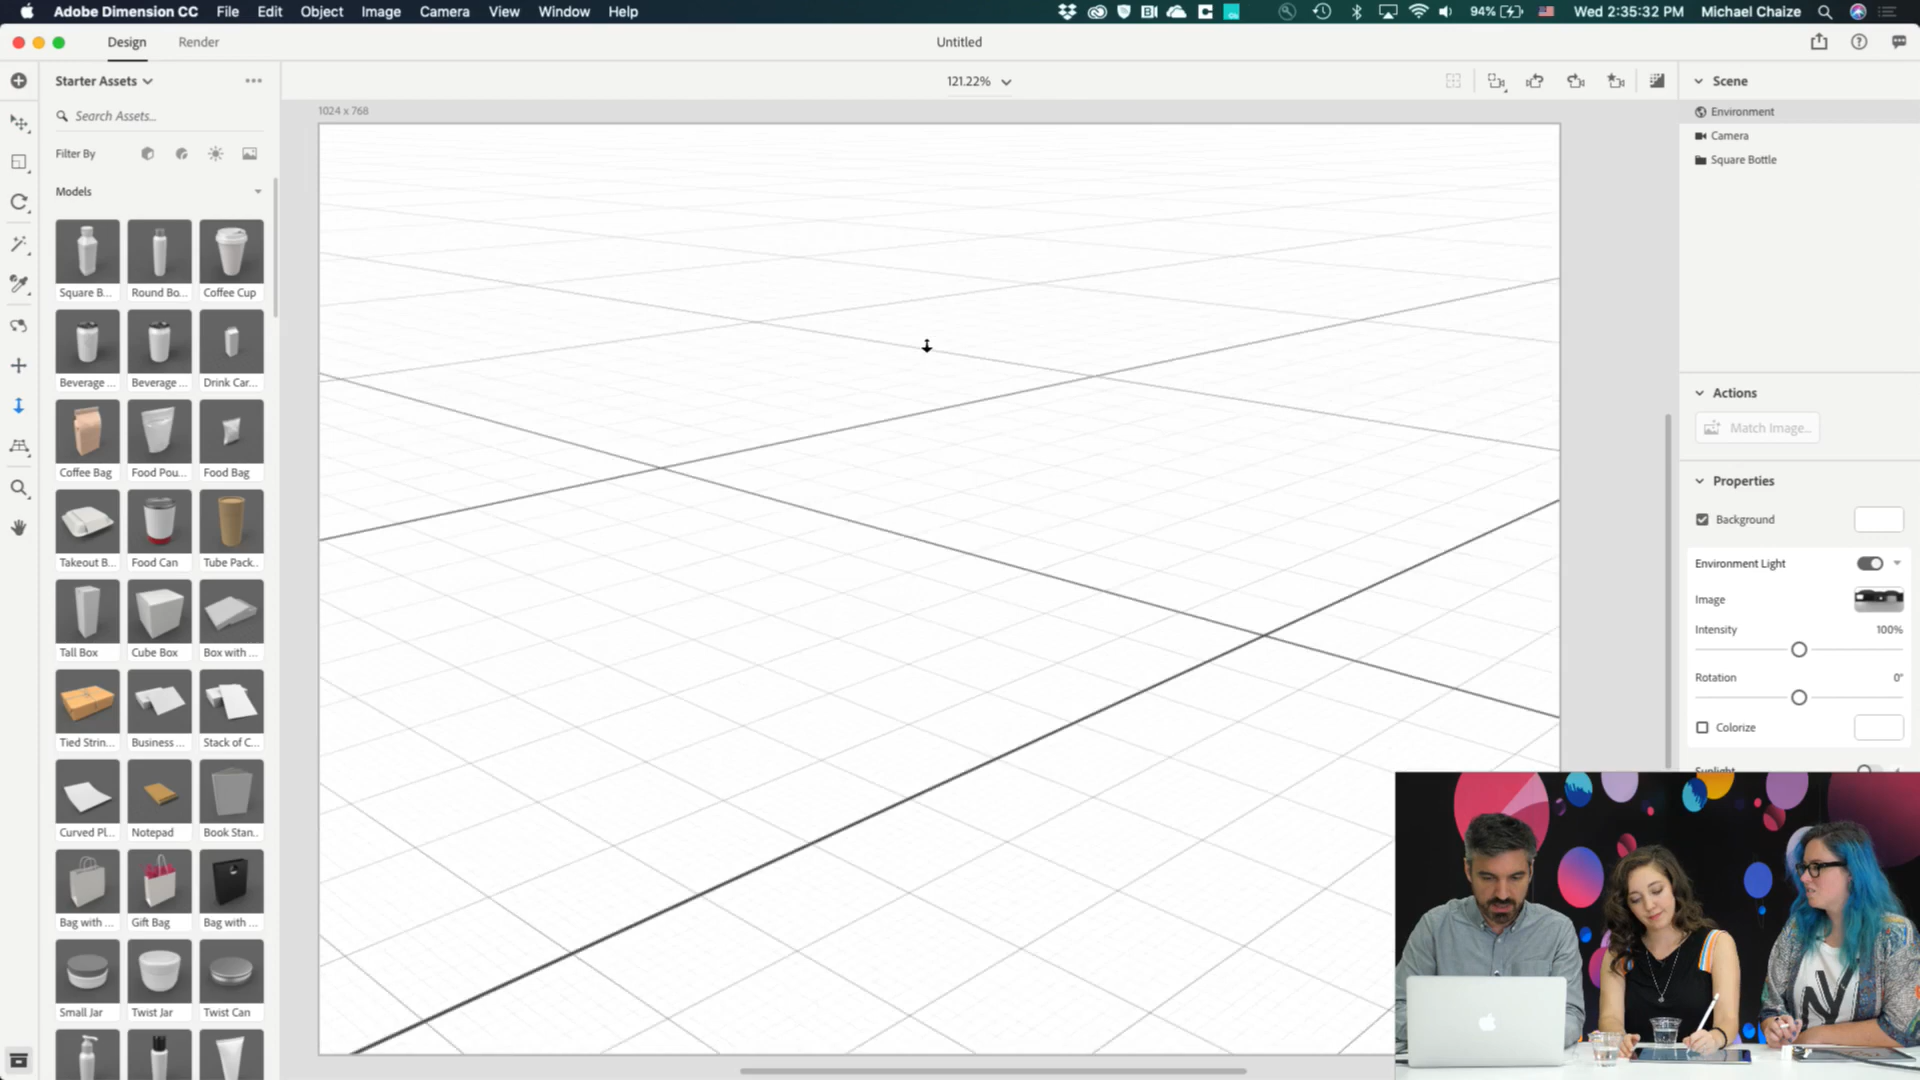 Adobe Dimension CC File Edit Object Image Camera View Window Help
94% Wed 2:35:32 PM Michael Chaize
Design Render Untitled
Starter Assets 121.22% Scene
1024 x 768
Search Assets...
Environment
Camera
Square Bottle
Filter By
Models
Square B... Round Bo... Coffee Cup
Beverage ... Beverage ... Drink Car...
Coffee Bag Food Pou... Food Bag
Takeout B... Food Can Tube Pack..
Tall Box Cube Box Box with ...
Tied Strin... Business ... Stack of C...
Curved Pl... Notepad Book Stan..
Bag with ... Gift Bag Bag with ...
Small Jar Twist Jar Twist Can
Actions
Match Image...
Properties
Background
Environment Light
Image
Intensity 100%
Rotation 0°
Colorize
Sunlight